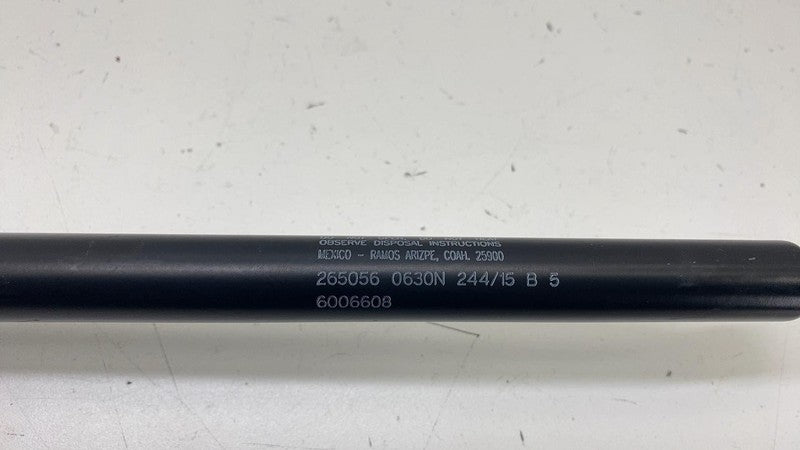 OBSERVE DISPOSAL INSTRUCTIONS
MEXICO - RAMOS ARIZPE, COAH. 25900
265056 0630N 244/15 B 5
6006608